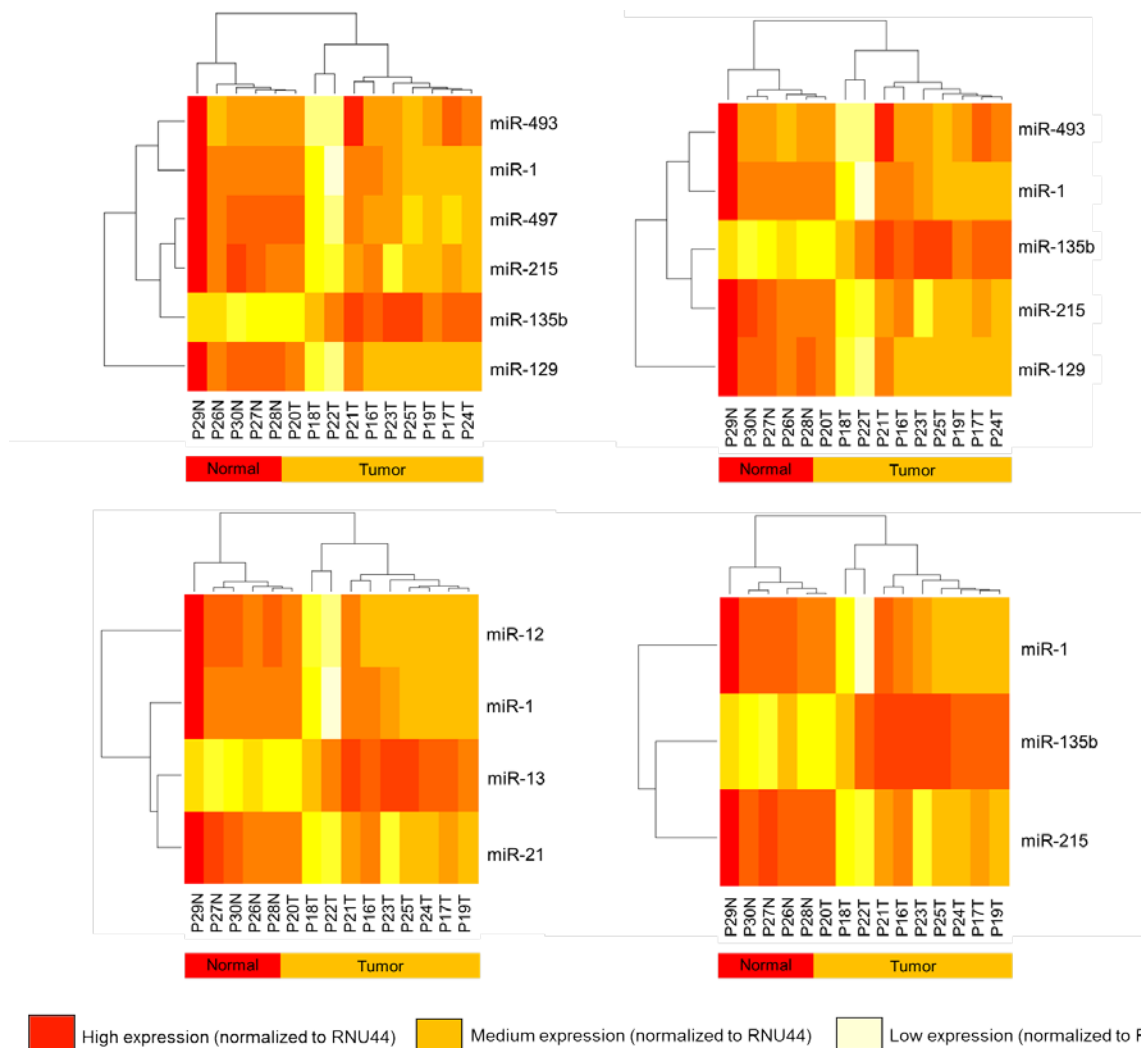 miR-493
miR-1
miR-497
miR-215
miR-135b
miR-129
P29N P26N P30N P27N P28N P20T P18T P22T P21T P16T P23T P25T P19T P17T P24T
Normal Tumor
miR-493
miR-1
miR-135b
miR-215
miR-129
P29N P30N P27N P26N P28N P20T P18T P22T P21T P16T P23T P25T P19T P17T P24T
Normal Tumor
miR-12
miR-1
miR-13
miR-21
P29N P27N P30N P26N P28N P20T P18T P22T P21T P16T P23T P25T P24T P17T P19T
Normal Tumor
miR-1
miR-135b
miR-215
P29N P30N P27N P26N P28N P20T P18T P22T P21T P16T P23T P25T P24T P17T P19T
Normal Tumor
High expression (normalized to RNU44) Medium expression (normalized to RNU44) Low expression (normalized to